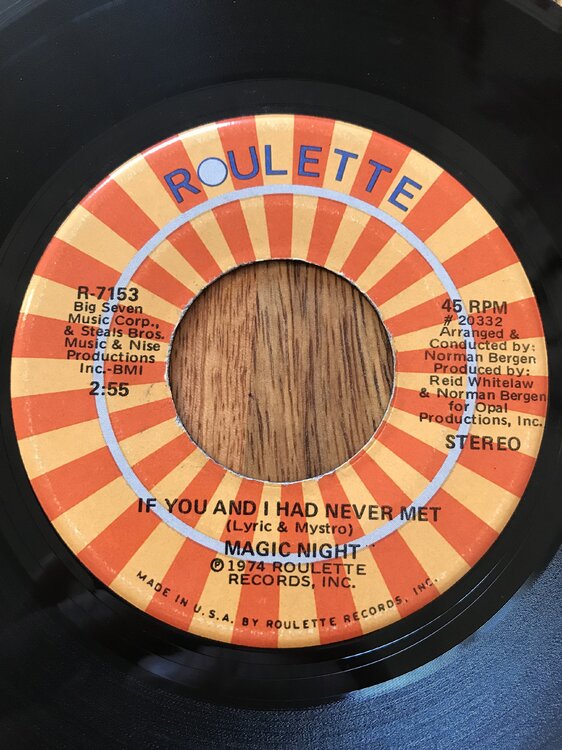 ROULETTE
R-7153
Big Seven
Music Corp.,
& Steals Bros.
Music & Nise
Productions
Inc.-BMI
2:55
45 RPM
# 20332
Arranged &
Conducted by:
Norman Bergen
Produced by:
Reid Whitelaw
& Norman Bergen
for Opal
Productions, Inc.
STEREO
IF YOU AND I HAD NEVER MET
(Lyric & Mystro)
MAGIC NIGHT
℗1974 ROULETTE
RECORDS, INC.
MADE IN U.S.A. BY ROULETTE RECORDS, INC.